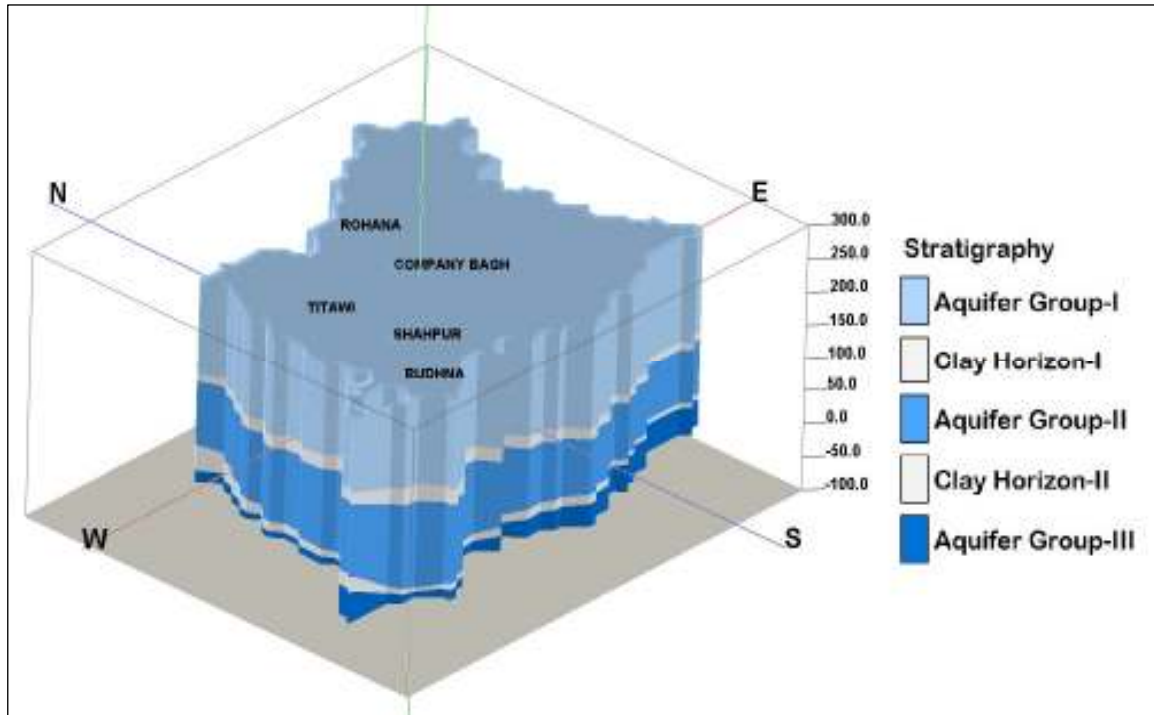 N
E
ROHANA
COMPANY BAGH
TITAWI
SHAHPUR
BUDHNA
W
S
300.0
250.0
200.0
150.0
100.0
50.0
0.0
-50.0
-100.0
Stratigraphy
Aquifer Group-I
Clay Horizon-I
Aquifer Group-II
Clay Horizon-II
Aquifer Group-III